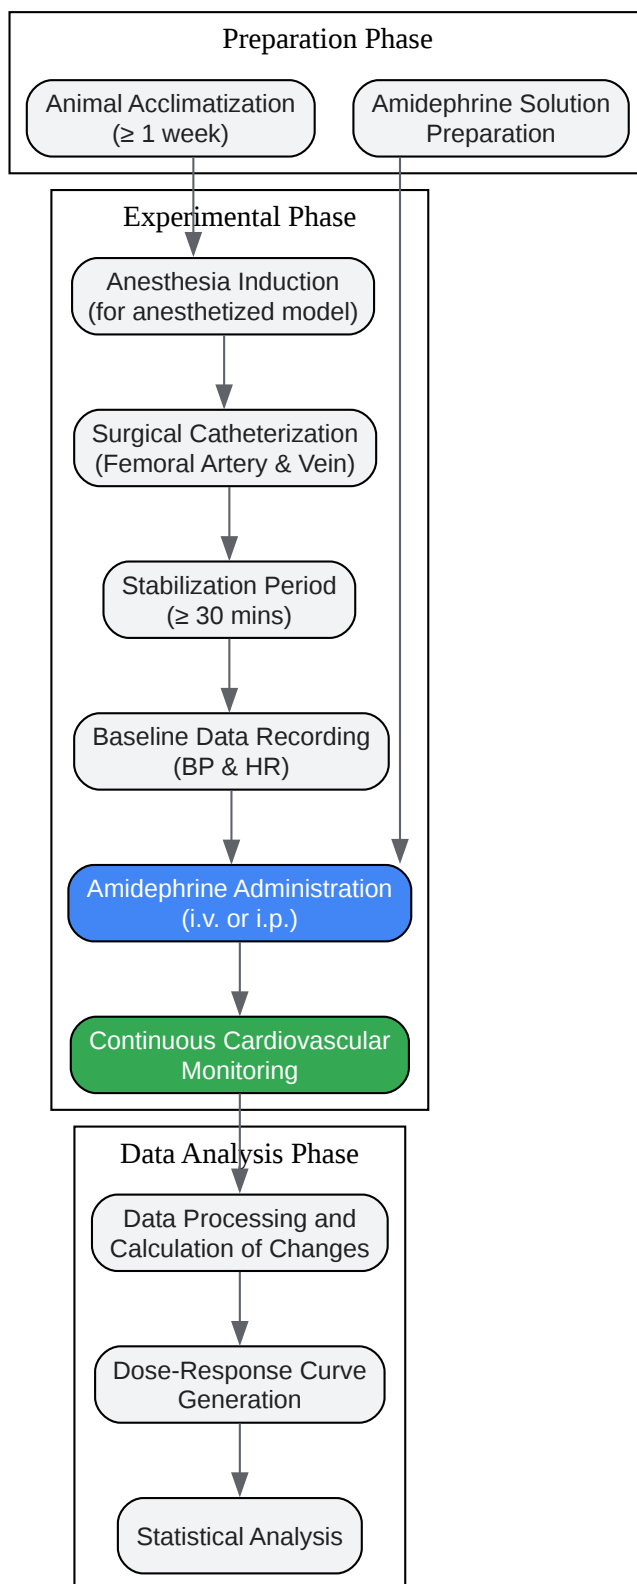 Preparation Phase
Animal Acclimatization
(≥ 1 week)
Amidephrine Solution
Preparation
Experimental Phase
Anesthesia Induction
(for anesthetized model)
Surgical Catheterization
(Femoral Artery & Vein)
Stabilization Period
(≥ 30 mins)
Baseline Data Recording
(BP & HR)
Amidephrine Administration
(i.v. or i.p.)
Continuous Cardiovascular
Monitoring
Data Analysis Phase
Data Processing and
Calculation of Changes
Dose-Response Curve
Generation
Statistical Analysis